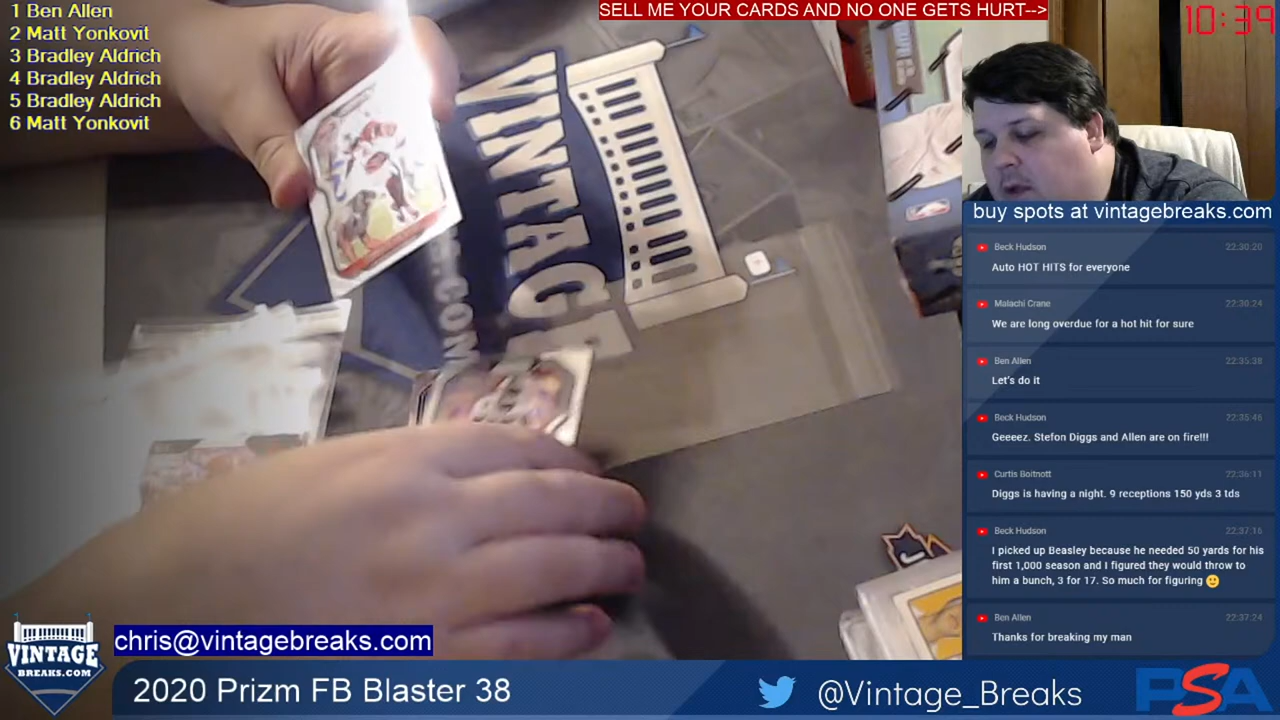 1 Ben Allen
2 Matt Yonkovit
3 Bradley Aldrich
4 Bradley Aldrich
5 Bradley Aldrich
6 Matt Yonkovit
SELL ME YOUR CARDS AND NO ONE GETS HURT-->
10:39
VINTAGE
.COM
buy spots at vintagebreaks.com
Beck Hudson 22:30:20
Auto HOT HITS for everyone
Malachi Crane 22:30:24
We are long overdue for a hot hit for sure
Ben Allen 22:35:38
Let's do it
Beck Hudson 22:35:46
Geeeez. Stefon Diggs and Allen are on fire!!!
Curtis Boitnott 22:36:11
Diggs is having a night. 9 receptions 150 yds 3 tds
Beck Hudson 22:37:16
I picked up Beasley because he needed 50 yards for his
first 1,000 season and I figured they would throw to
him a bunch, 3 for 17. So much for figuring 🙂
Ben Allen 22:37:24
Thanks for breaking my man
chris@vintagebreaks.com
VINTAGE
BREAKS.COM
2020 Prizm FB Blaster 38
@Vintage_Breaks
PSA